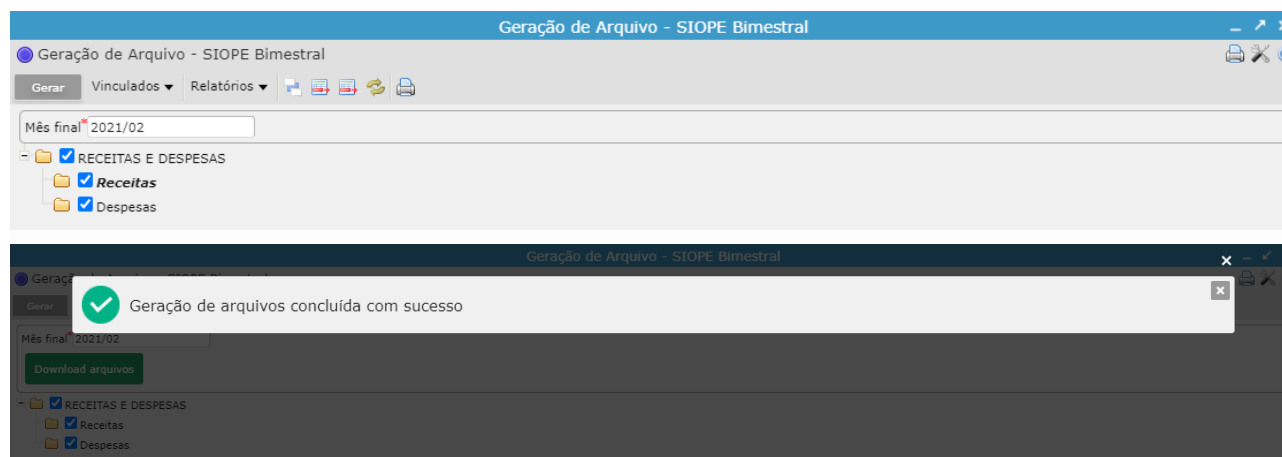 Geração de Arquivo - SIOPE Bimestral
Geração de Arquivo - SIOPE Bimestral
Gerar Vinculados Relatórios
Mês final* 2021/02
RECEITAS E DESPESAS
Receitas
Despesas
Geração de Arquivo - SIOPE Bimestral
Geração de arquivos concluída com sucesso
Gerar
Mês final* 2021/02
Download arquivos
RECEITAS E DESPESAS
Receitas
Despesas